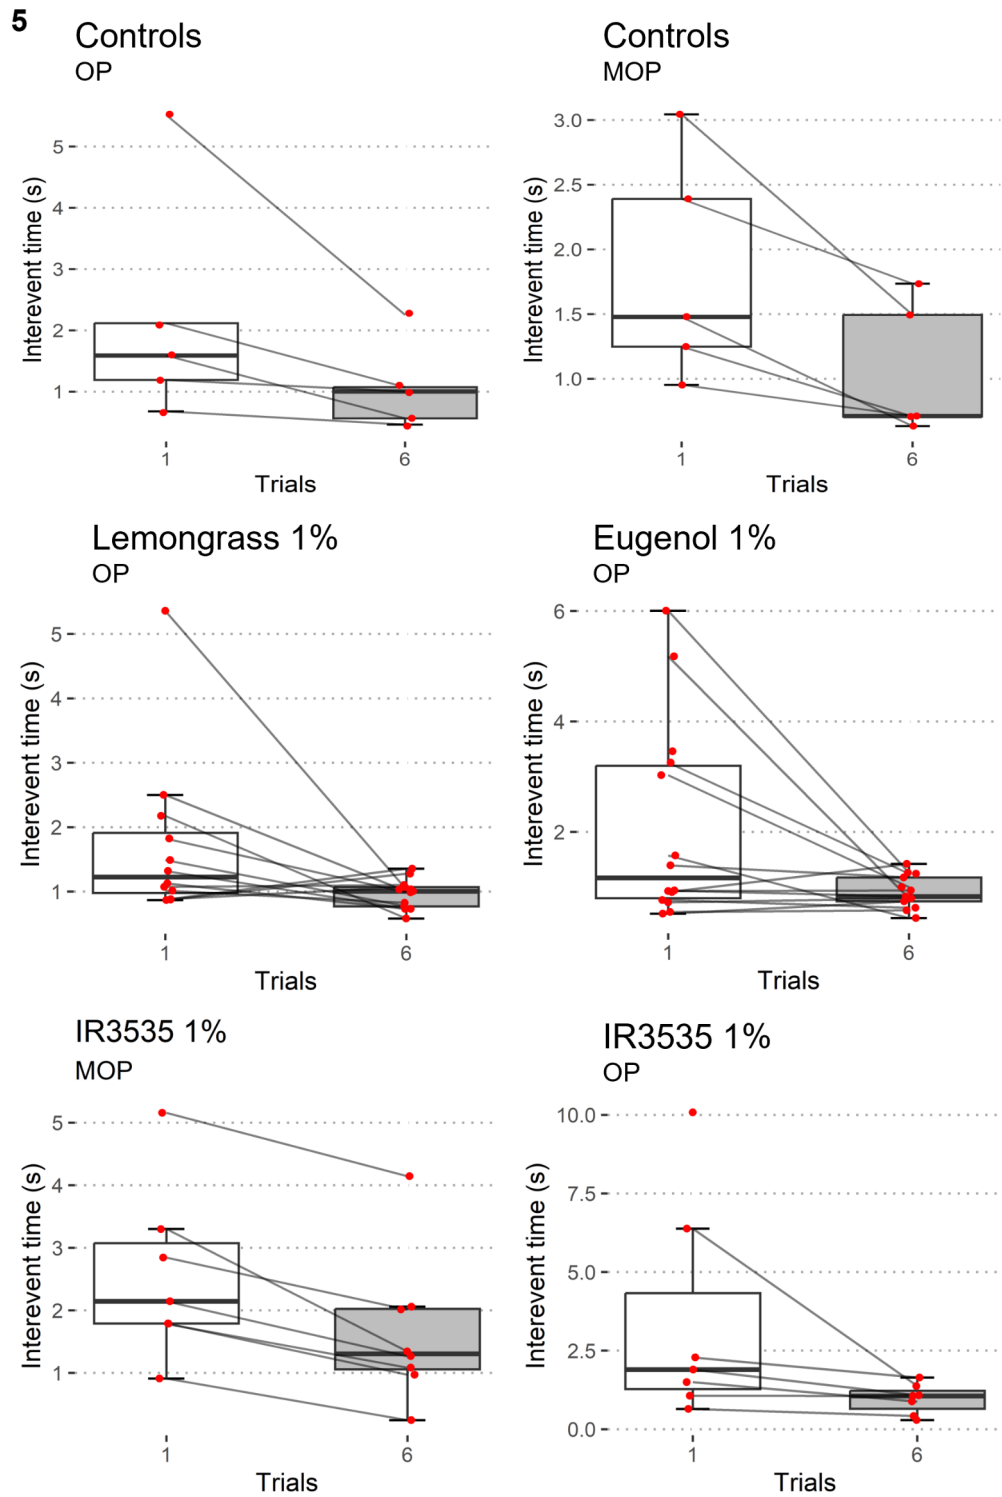 5
Controls
OP
Interevent time (s)
5
4
3
2
1
1
6
Trials
Controls
MOP
Interevent time (s)
3.0
2.5
2.0
1.5
1.0
1
6
Trials
Lemongrass 1%
OP
Interevent time (s)
5
4
3
2
1
1
6
Trials
Eugenol 1%
OP
Interevent time (s)
6
4
2
1
6
Trials
IR3535 1%
MOP
Interevent time (s)
5
4
3
2
1
1
6
Trials
IR3535 1%
OP
Interevent time (s)
10.0
7.5
5.0
2.5
0.0
1
6
Trials